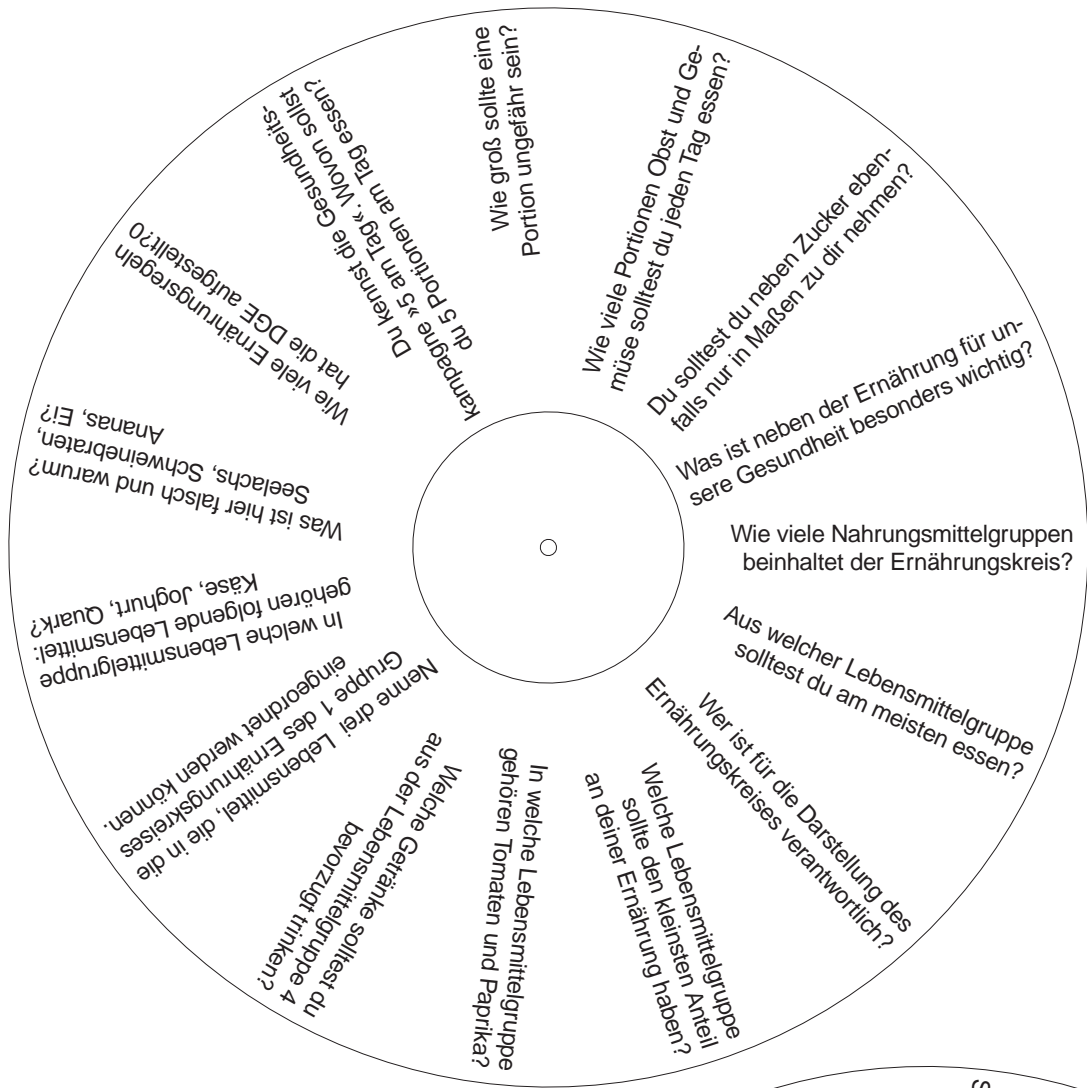 Wie groß sollte eine
Portion ungefähr sein?
Wie viele Portionen Obst und Ge-
müse solltest du jeden Tag essen?
Du solltest du neben Zucker eben-
falls nur in Maßen zu dir nehmen?
Was ist neben der Ernährung für un-
sere Gesundheit besonders wichtig?
Wie viele Nahrungsmittelgruppen
beinhaltet der Ernährungskreis?
Aus welcher Lebensmittelgruppe
solltest du am meisten essen?
Wer ist für die Darstellung des
Ernährungskreises verantwortlich?
Welche Lebensmittelgruppe
sollte den kleinsten Anteil
an deiner Ernährung haben?
In welche Lebensmittelgruppe
gehören Tomaten und Paprika?
Welche Getränke solltest du
aus der Lebensmittelgruppe 4
bevorzugt trinken?
Nenne drei Lebensmittel, die in die
Gruppe 1 des Ernährungskreises
eingeordnet werden können.
In welche Lebensmittelgruppe
gehören folgende Lebensmittel:
Käse, Joghurt, Quark?
Was ist hier falsch und warum?
Seelachs, Schweinebraten,
Ananas, Ei?
Wie viele Ernährungsregeln
hat die DGE aufgestellt?0
Du kennst die Gesundheits-
kampagne »5 am Tag«. Wovon sollst
du 5 Portionen am Tag essen?